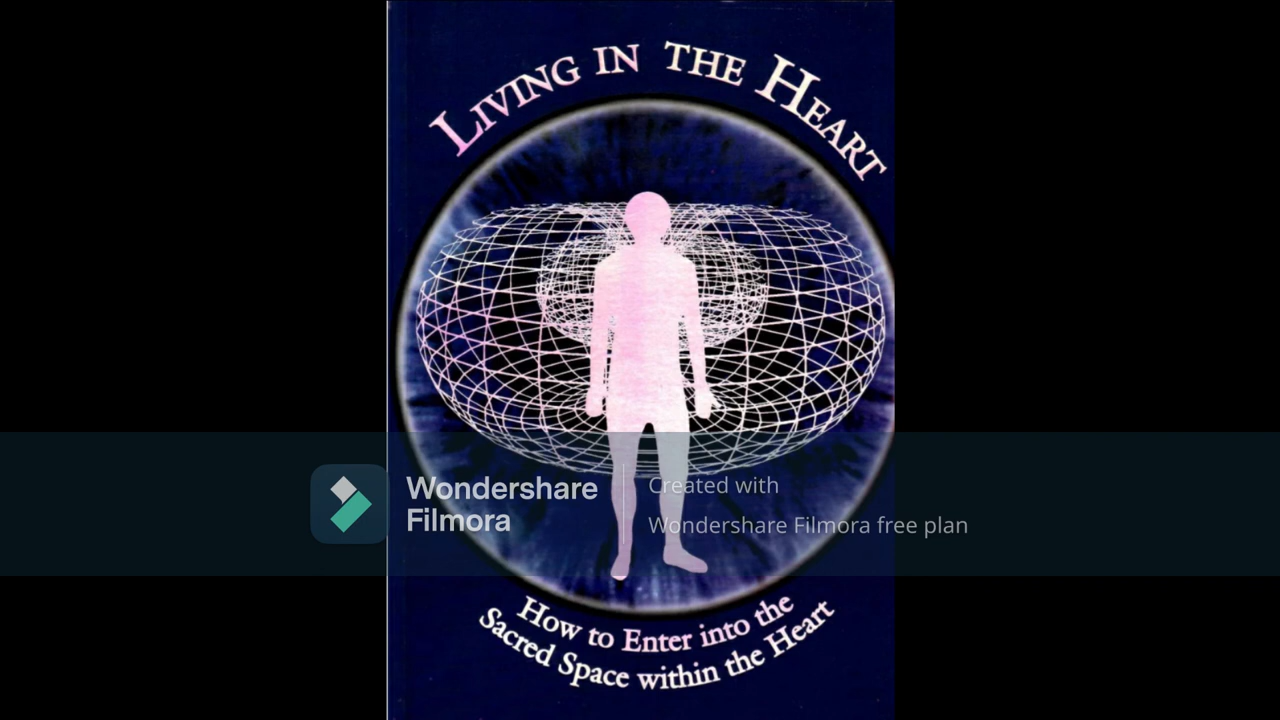 Living in the Heart
Wondershare
Filmora
Created with
Wondershare Filmora free plan
How to Enter into the
Sacred Space within the Heart